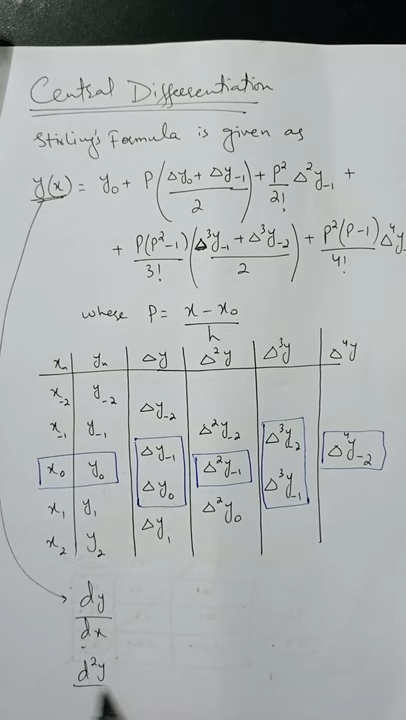 Central Differentiation
Stirling's Formula is given as
y(x) = y₀ + P((Δy₀ + Δy₋₁)/2) + P²/2! Δ²y₋₁ +
+ P(P²-1)/3! (Δ³y₋₁ + Δ³y₋₂)/2) + P²(P-1)/4! Δ⁴y₋
where P = (x - x₀)/h
xₙ yₙ Δy Δ²y Δ³y Δ⁴y
x₋₂ y₋₂
Δy₋₂
x₋₁ y₋₁ Δ²y₋₂
Δy₋₁ Δ³y₂
x₀ y₀ Δ²y₋₁ Δ⁴y₋₂
Δy₀ Δ³y₋₁
x₁ y₁ Δ²y₀
Δy₁
x₂ y₂
dy
dx
d²y